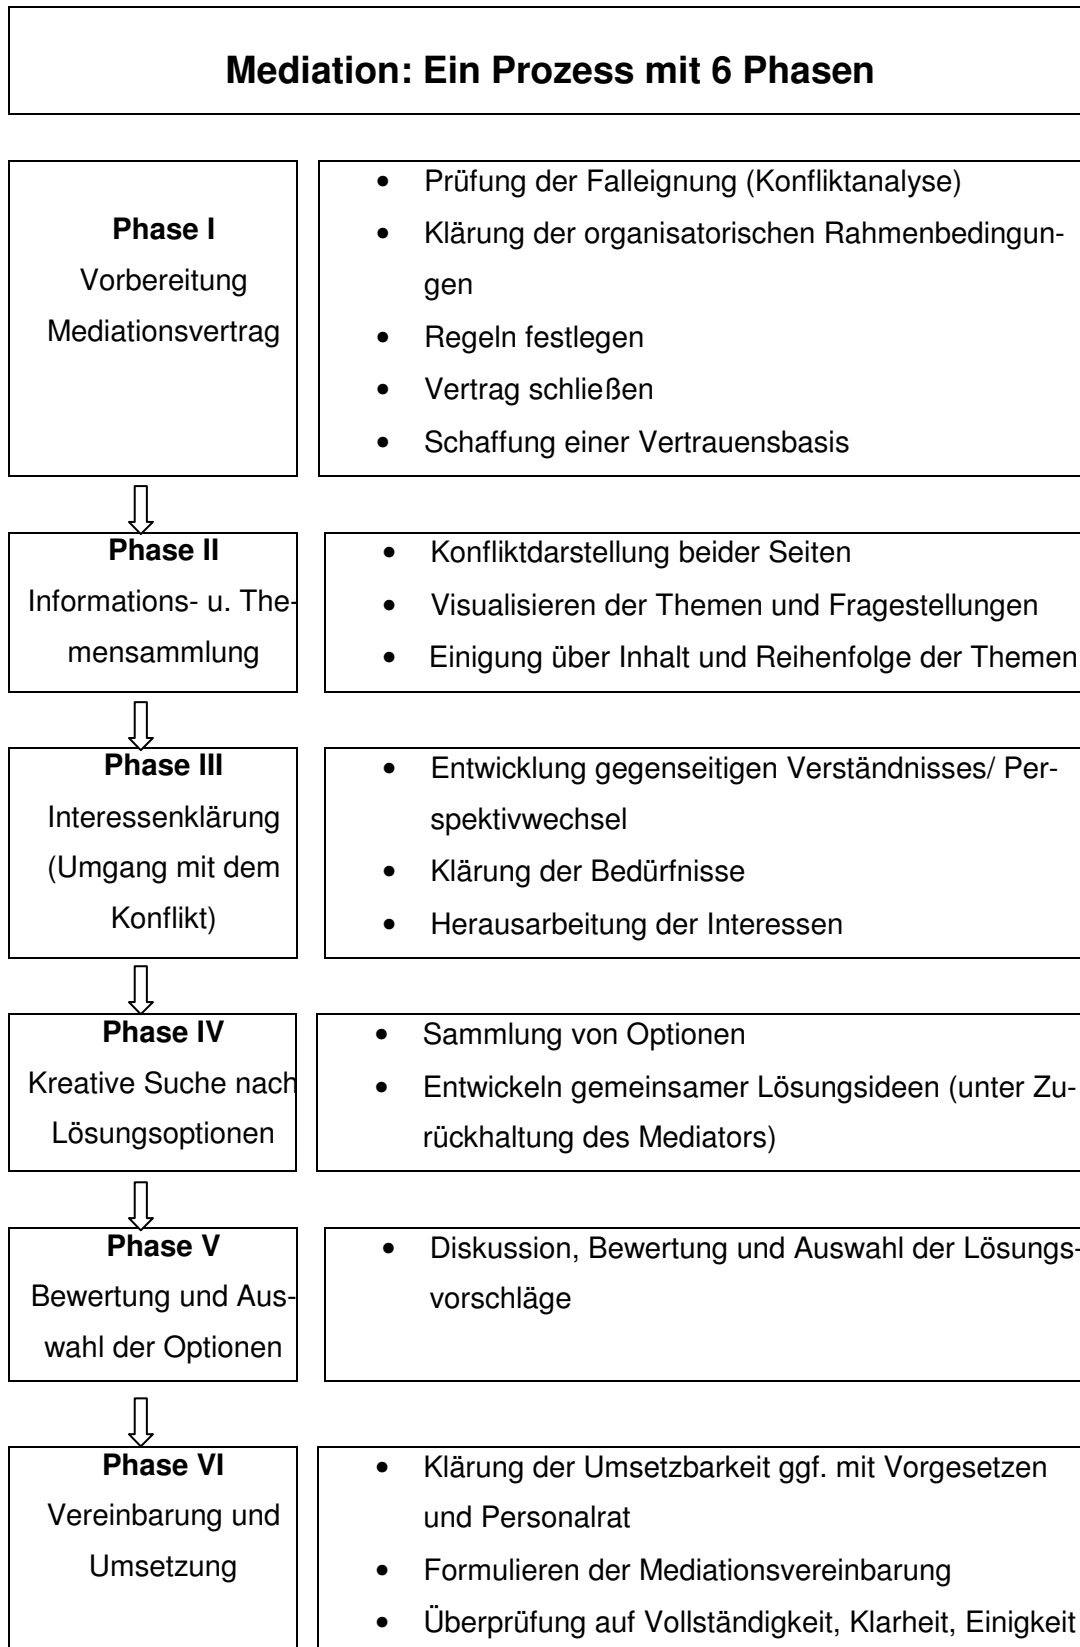 Mediation: Ein Prozess mit 6 Phasen
Phase I
Vorbereitung
Mediationsvertrag
• Prüfung der Falleignung (Konfliktanalyse)
• Klärung der organisatorischen Rahmenbedingun-
gen
• Regeln festlegen
• Vertrag schließen
• Schaffung einer Vertrauensbasis
Phase II
Informations- u. The-
mensammlung
• Konfliktdarstellung beider Seiten
• Visualisieren der Themen und Fragestellungen
• Einigung über Inhalt und Reihenfolge der Themen
Phase III
Interessenklärung
(Umgang mit dem
Konflikt)
• Entwicklung gegenseitigen Verständnisses/ Per-
spektivwechsel
• Klärung der Bedürfnisse
• Herausarbeitung der Interessen
Phase IV
Kreative Suche nach
Lösungsoptionen
• Sammlung von Optionen
• Entwickeln gemeinsamer Lösungsideen (unter Zu-
rückhaltung des Mediators)
Phase V
Bewertung und Aus-
wahl der Optionen
• Diskussion, Bewertung und Auswahl der Lösungs-
vorschläge
Phase VI
Vereinbarung und
Umsetzung
• Klärung der Umsetzbarkeit ggf. mit Vorgesetzen
und Personalrat
• Formulieren der Mediationsvereinbarung
• Überprüfung auf Vollständigkeit, Klarheit, Einigkeit